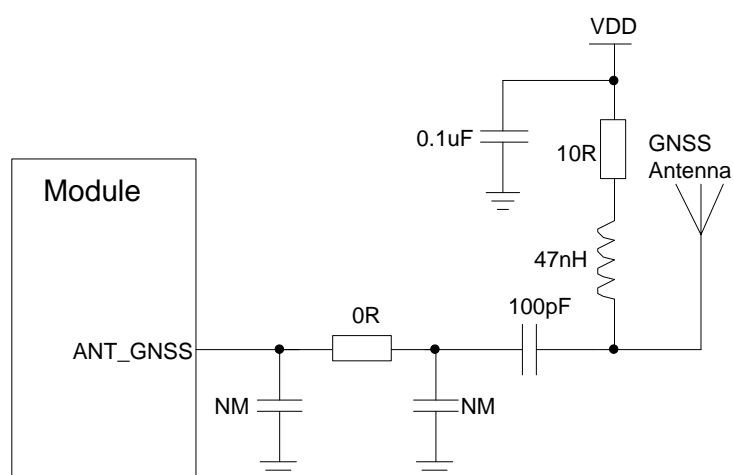 VDD
0.1uF
10R
GNSS
Antenna
Module
47nH
100pF
0R
ANT_GNSS
NM
NM